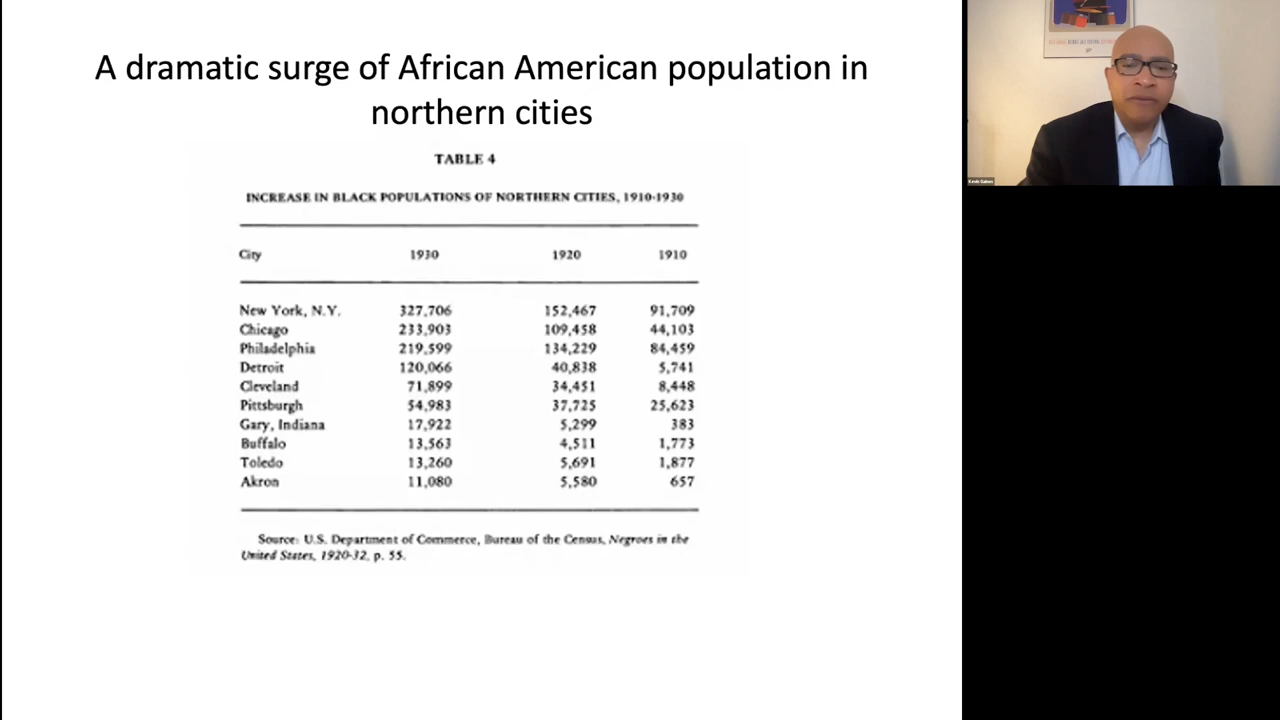 A dramatic surge of African American population in
northern cities
TABLE 4
INCREASE IN BLACK POPULATIONS OF NORTHERN CITIES, 1910-1930
City 1930 1920 1910
New York, N.Y. 327,706 152,467 91,709
Chicago 233,903 109,458 44,103
Philadelphia 219,599 134,229 84,459
Detroit 120,066 40,838 5,741
Cleveland 71,899 34,451 8,448
Pittsburgh 54,983 37,725 25,623
Gary, Indiana 17,922 5,299 383
Buffalo 13,563 4,511 1,773
Toledo 13,260 5,691 1,877
Akron 11,080 5,580 657
Source: U.S. Department of Commerce, Bureau of the Census, Negroes in the
United States, 1920-32, p. 55.
Kevin Gaines